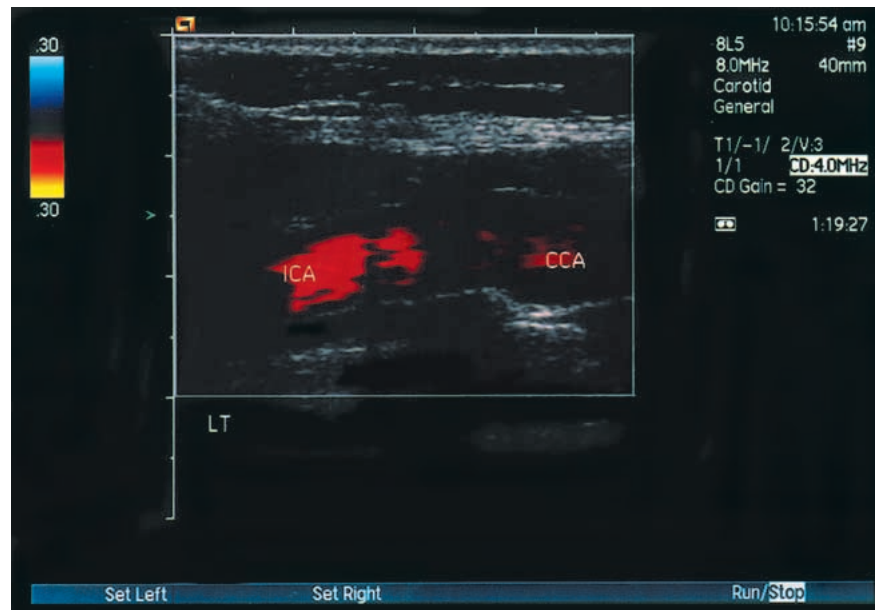 10:15:54 am
.30
8L5 #9
8.0MHz 40mm
Carotid
General
T1/-1/ 2/V:3
1/1 CD:4.0MHz
CD Gain = 32
.30
1:19:27
ICA
CCA
LT
Set Left Set Right Run/Stop